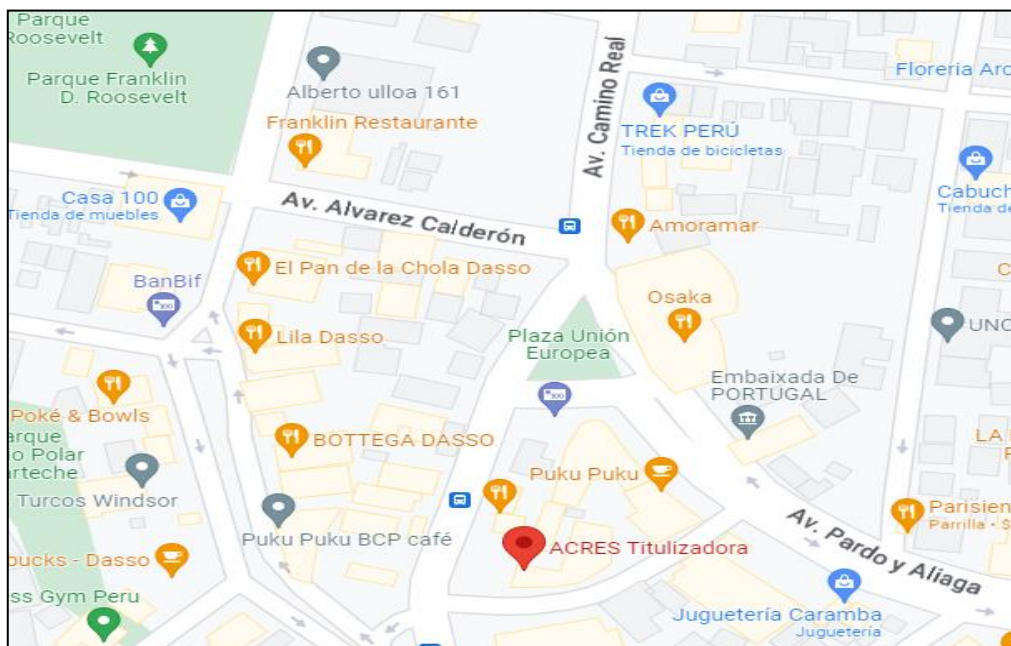 Parque
Roosevelt
Parque Franklin
D. Roosevelt
Alberto ulloa 161
Franklin Restaurante
Av. Camino Real
TREK PERÚ
Tienda de bicicletas
Floreria Arc
Casa 100
Tienda de muebles
Av. Alvarez Calderón
Amoramar
Cabuch
Tienda de
El Pan de la Chola Dasso
BanBif
100
Osaka
C
Lila Dasso
Plaza Unión
Europea
UNO
100
Embaixada De
PORTUGAL
Poké & Bowls
arque
io Polar
arteche
BOTTEGA DASSO
LA
Turcos Windsor
Puku Puku
Parisien
Parrilla · $
Av. Pardo y Aliaga
Puku Puku BCP café
ACRES Titulizadora
bucks - Dasso
ss Gym Peru
Juguetería Caramba
Juguetería